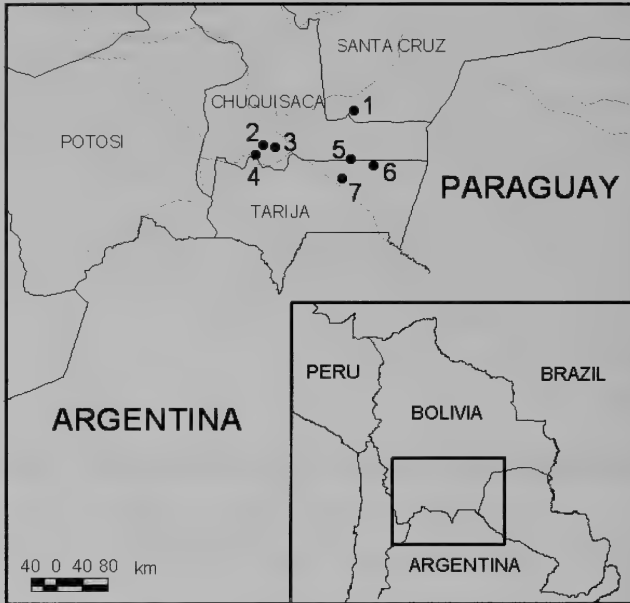 SANTA CRUZ
CHUQUISACA
1
POTOSI
2
3
4
5
6
7
PARAGUAY
TARIJA
ARGENTINA
PERU
BRAZIL
BOLIVIA
ARGENTINA
40 0 40 80 km